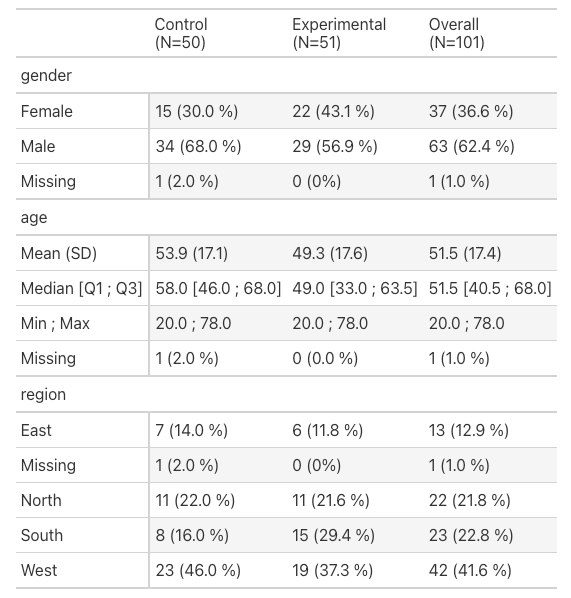 Control Experimental Overall
(N=50) (N=51) (N=101)
gender
Female 15 (30.0 %) 22 (43.1 %) 37 (36.6 %)
Male 34 (68.0 %) 29 (56.9 %) 63 (62.4 %)
Missing 1 (2.0 %) 0 (0%) 1 (1.0 %)
age
Mean (SD) 53.9 (17.1) 49.3 (17.6) 51.5 (17.4)
Median [Q1 ; Q3] 58.0 [46.0 ; 68.0] 49.0 [33.0 ; 63.5] 51.5 [40.5 ; 68.0]
Min ; Max 20.0 ; 78.0 20.0 ; 78.0 20.0 ; 78.0
Missing 1 (2.0 %) 0 (0.0 %) 1 (1.0 %)
region
East 7 (14.0 %) 6 (11.8 %) 13 (12.9 %)
Missing 1 (2.0 %) 0 (0%) 1 (1.0 %)
North 11 (22.0 %) 11 (21.6 %) 22 (21.8 %)
South 8 (16.0 %) 15 (29.4 %) 23 (22.8 %)
West 23 (46.0 %) 19 (37.3 %) 42 (41.6 %)